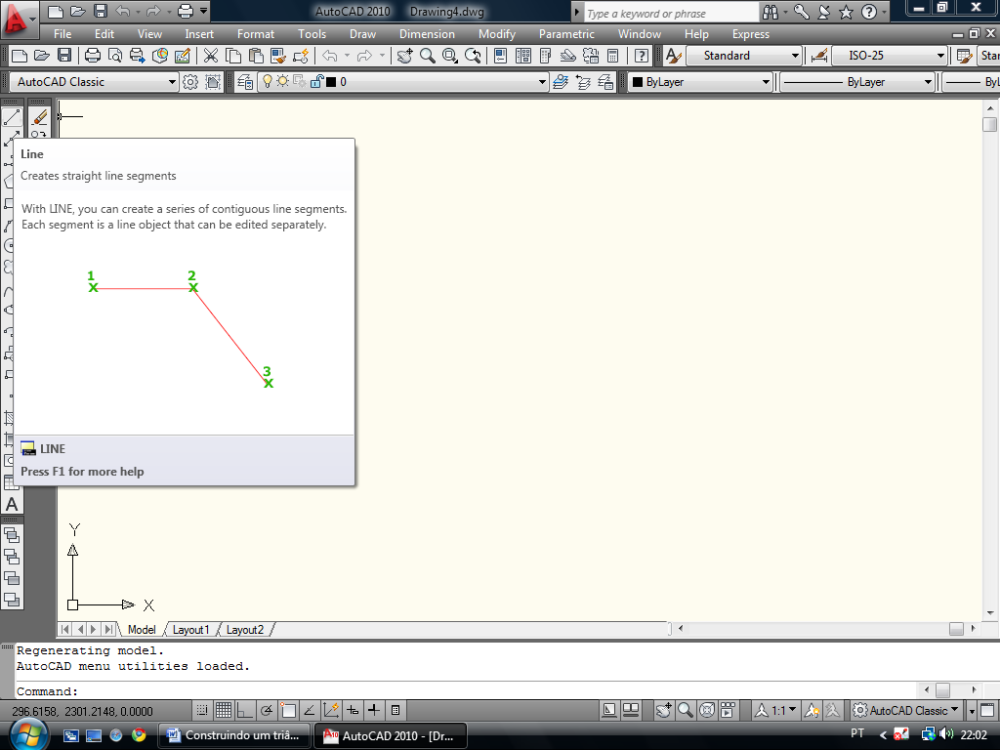 AutoCAD 2010 Drawing4.dwg Type a keyword or phrase
File Edit View Insert Format Tools Draw Dimension Modify Parametric Window Help Express
Standard ISO-25 Star
AutoCAD Classic 0 ByLayer ByLayer ByL
Line
Creates straight line segments
With LINE, you can create a series of contiguous line segments.
Each segment is a line object that can be edited separately.
1 2
X X
3
X
LINE
Press F1 for more help
A
Y
X
Model Layout1 Layout2
Regenerating model.
AutoCAD menu utilities loaded.
Command:
296.6158, 2301.2148, 0.0000 1:1 AutoCAD Classic
Construindo um triâ... AutoCAD 2010 - [Dr... PT 22:02